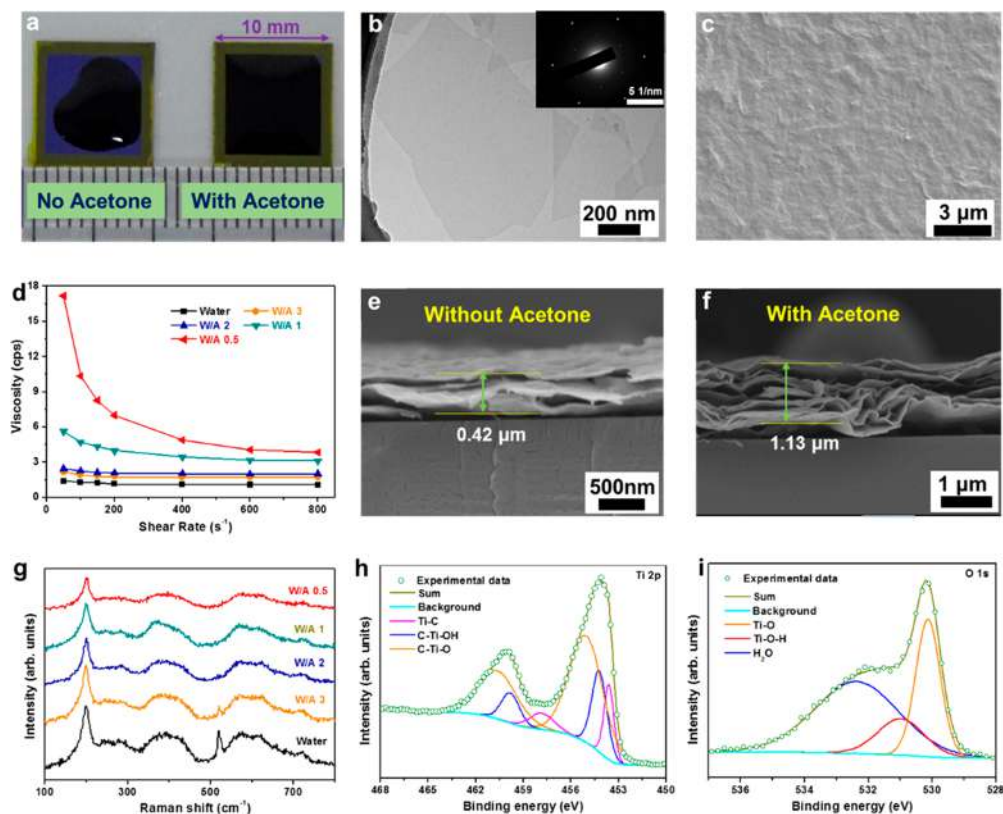 a
10 mm
No Acetone
With Acetone
b
5 1/nm
200 nm
c
3 μm
d
18
15
12
9
6
3
0
Viscosity (cps)
Water
W/A 3
W/A 2
W/A 1
W/A 0.5
0 200 400 600 800
Shear Rate (s⁻¹)
e
Without Acetone
0.42 μm
500nm
f
With Acetone
1.13 μm
1 μm
g
Intensity (arb. units)
W/A 0.5
W/A 1
W/A 2
W/A 3
Water
100 200 300 400 500 600 700
Raman shift (cm⁻¹)
h
Ti 2p
Experimental data
Sum
Background
Ti-C
C-Ti-OH
C-Ti-O
Intensity (arb. units)
468 465 462 459 456 453 450
Binding energy (eV)
i
O 1s
Experimental data
Sum
Background
Ti-O
Ti-O-H
H₂O
Intensity (arb. units)
536 534 532 530 528
Binding energy (eV)